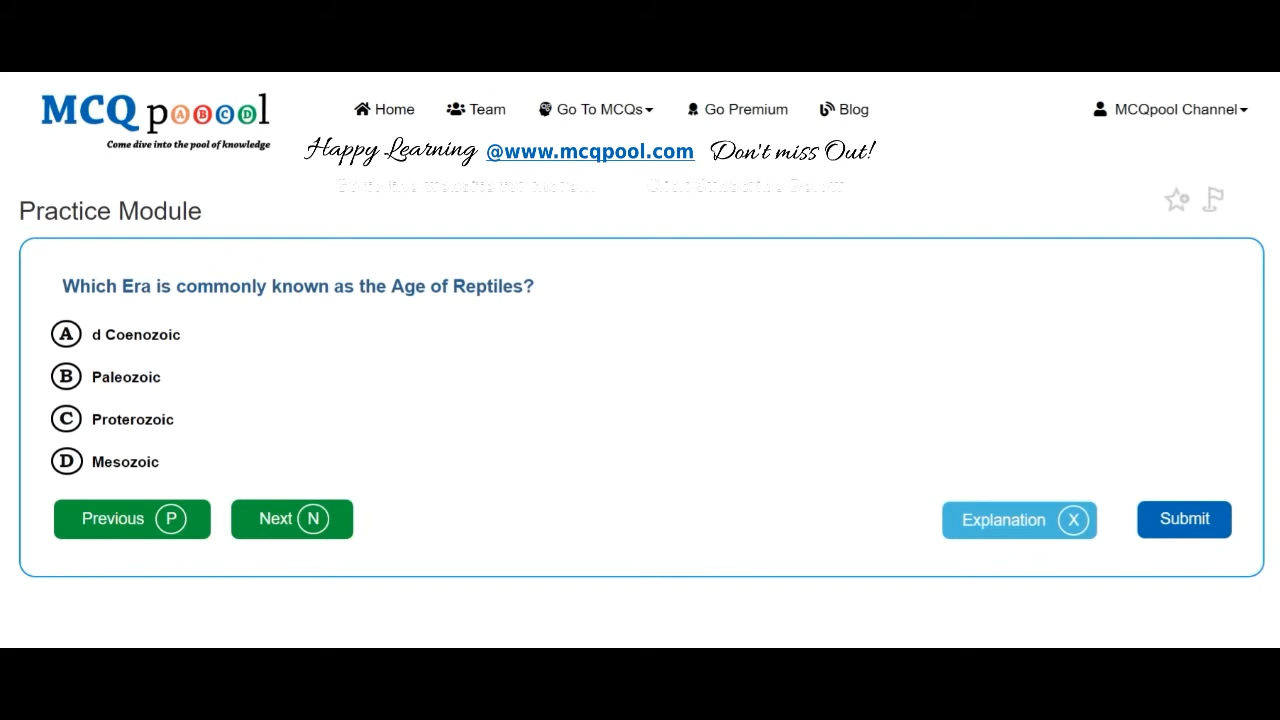 MCQ pooool
Come dive into the pool of knowledge
Home Team Go To MCQs Go Premium Blog MCQpool Channel
Happy Learning @www.mcqpool.com Don't miss Out!
Practice Module
Which Era is commonly known as the Age of Reptiles?
A d Coenozoic
B Paleozoic
C Proterozoic
D Mesozoic
Previous P Next N Explanation X Submit